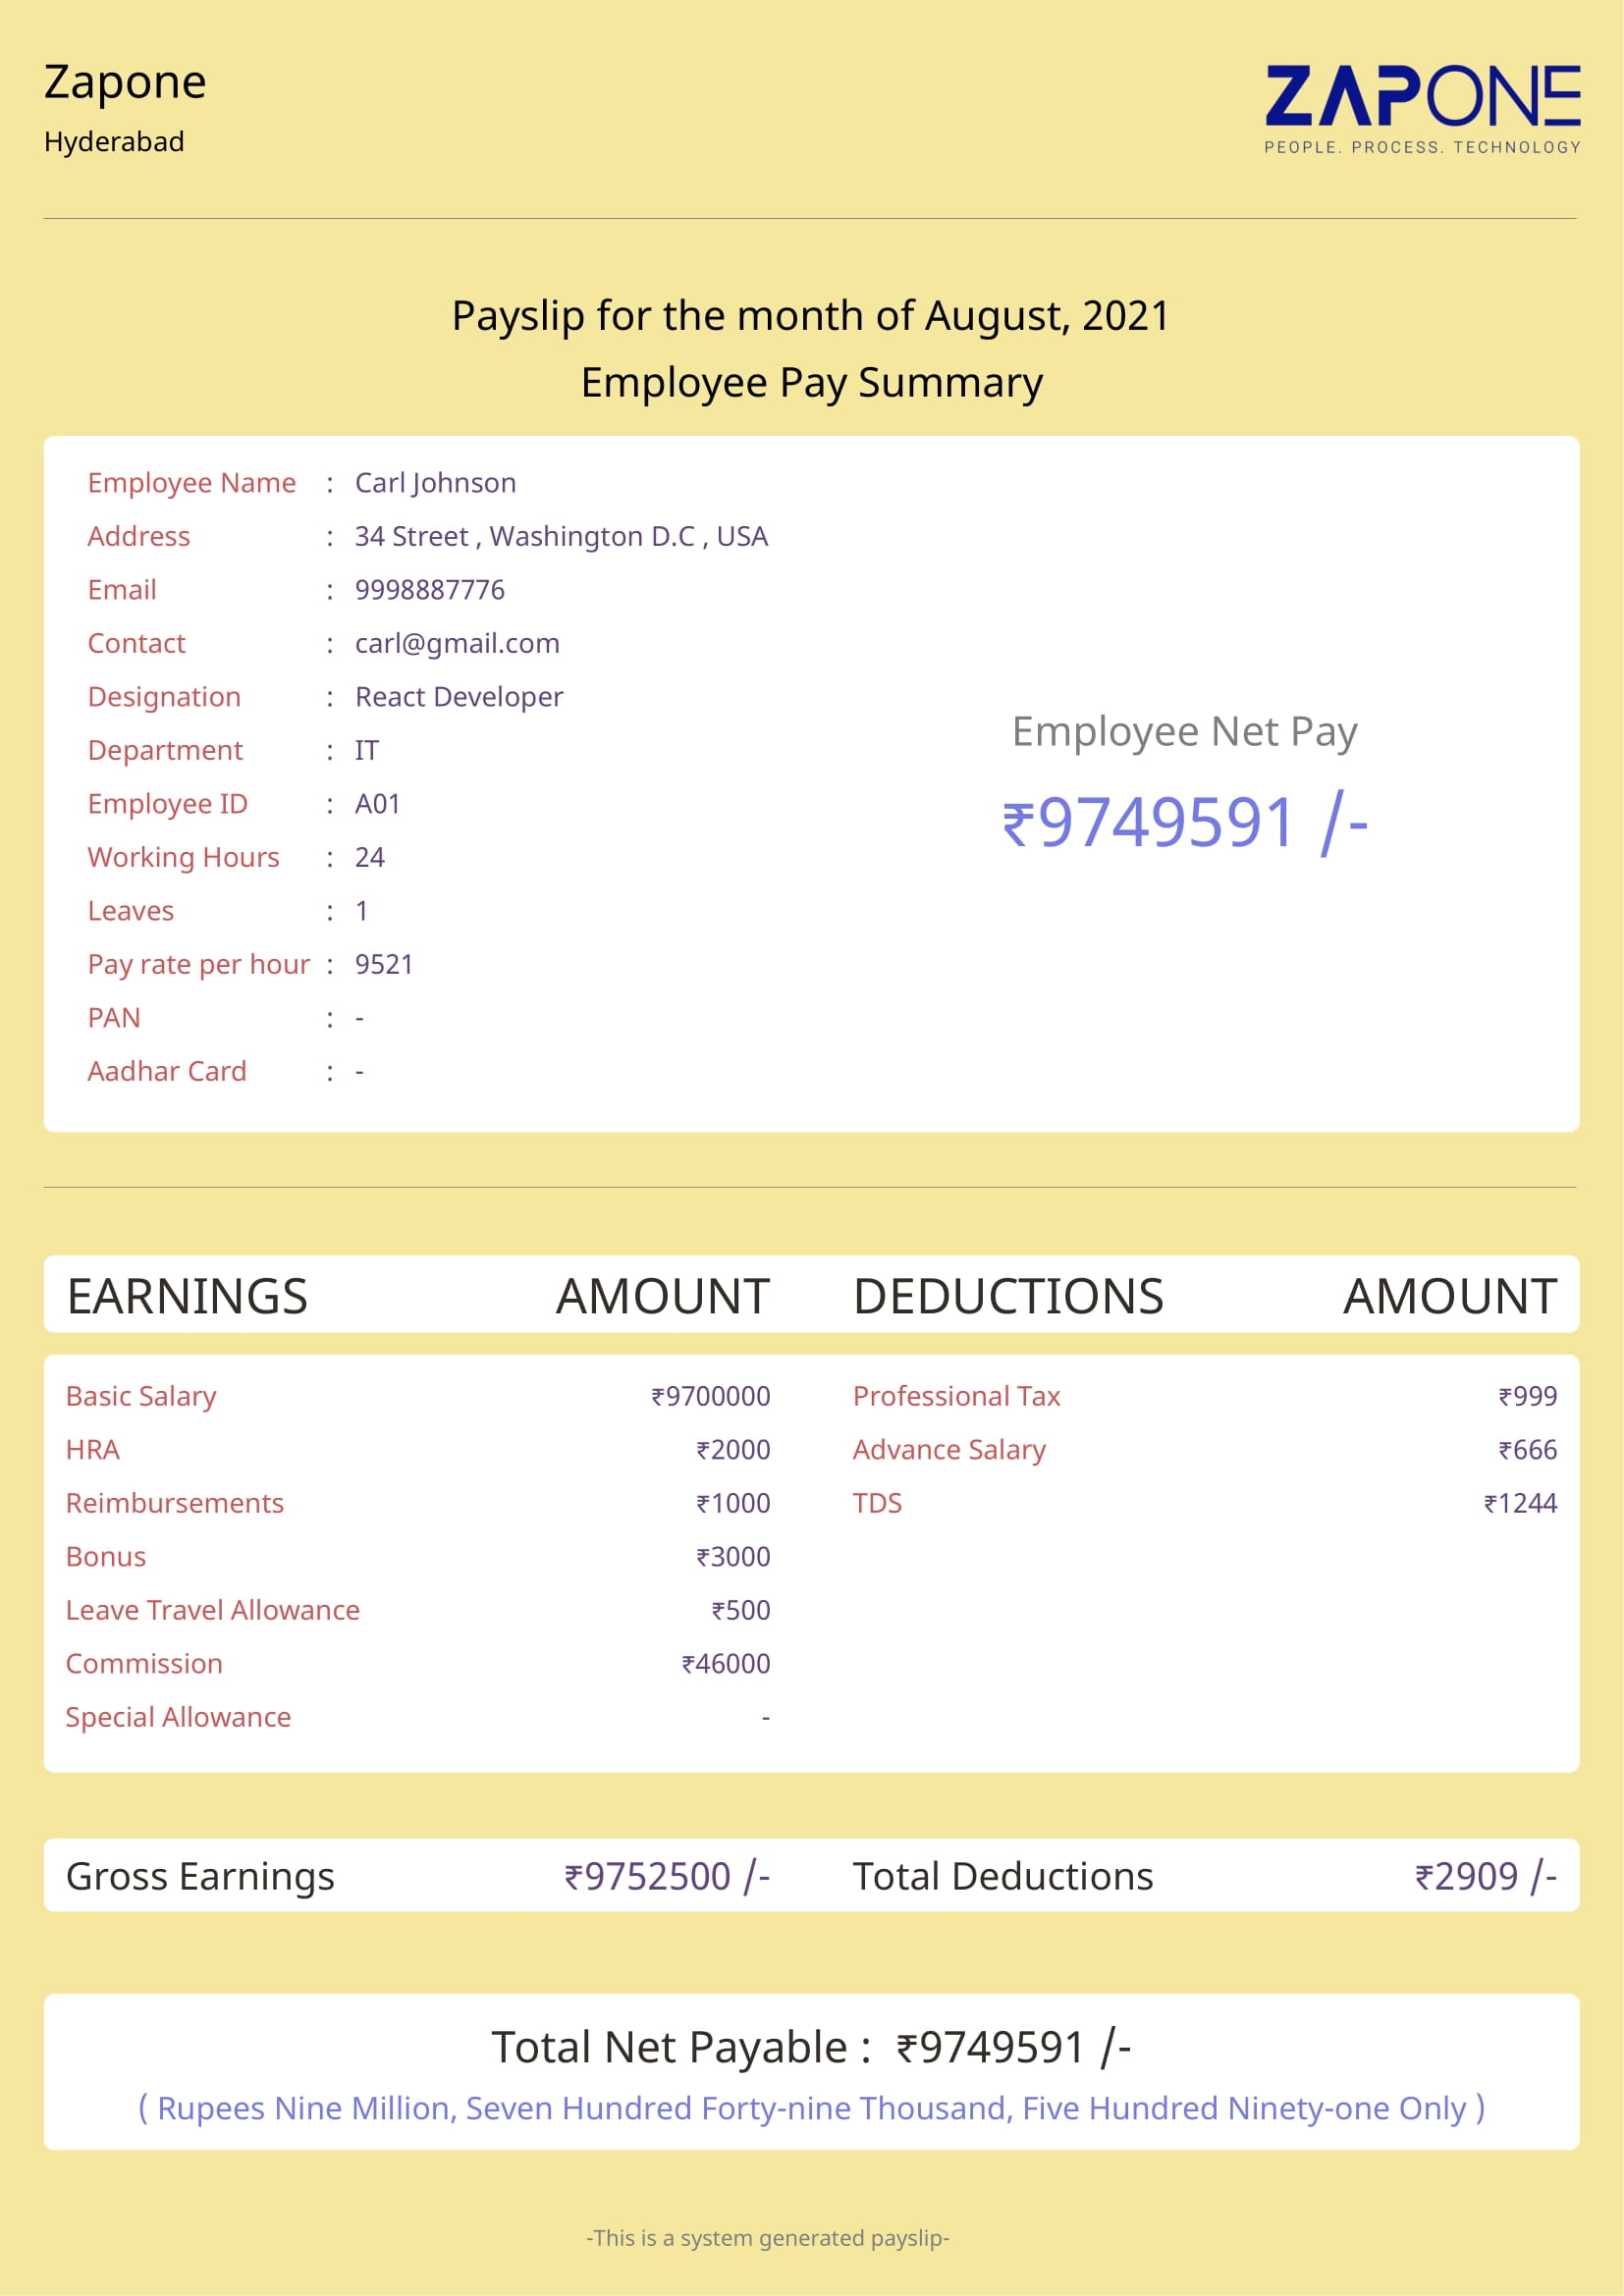 Zapone
Hyderabad
ZAPONE
PEOPLE. PROCESS. TECHNOLOGY
Payslip for the month of August, 2021
Employee Pay Summary
Employee Name : Carl Johnson
Address : 34 Street , Washington D.C , USA
Email : 9998887776
Contact : carl@gmail.com
Designation : React Developer
Department : IT
Employee ID : A01
Working Hours : 24
Leaves : 1
Pay rate per hour : 9521
PAN : -
Aadhar Card : -
Employee Net Pay
₹9749591 /-
EARNINGS AMOUNT DEDUCTIONS AMOUNT
Basic Salary ₹9700000 Professional Tax ₹999
HRA ₹2000 Advance Salary ₹666
Reimbursements ₹1000 TDS ₹1244
Bonus ₹3000
Leave Travel Allowance ₹500
Commission ₹46000
Special Allowance -
Gross Earnings ₹9752500 /- Total Deductions ₹2909 /-
Total Net Payable : ₹9749591 /-
( Rupees Nine Million, Seven Hundred Forty-nine Thousand, Five Hundred Ninety-one Only )
-This is a system generated payslip-